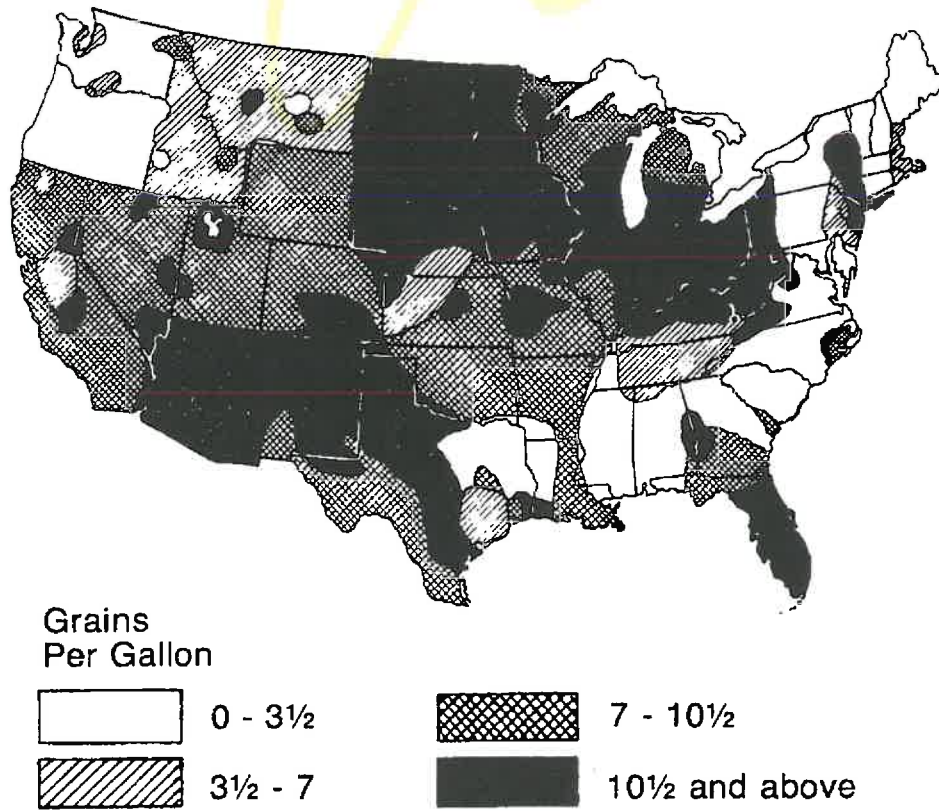 Grains
Per Gallon
0 - 3½
7 - 10½
3½ - 7
10½ and above